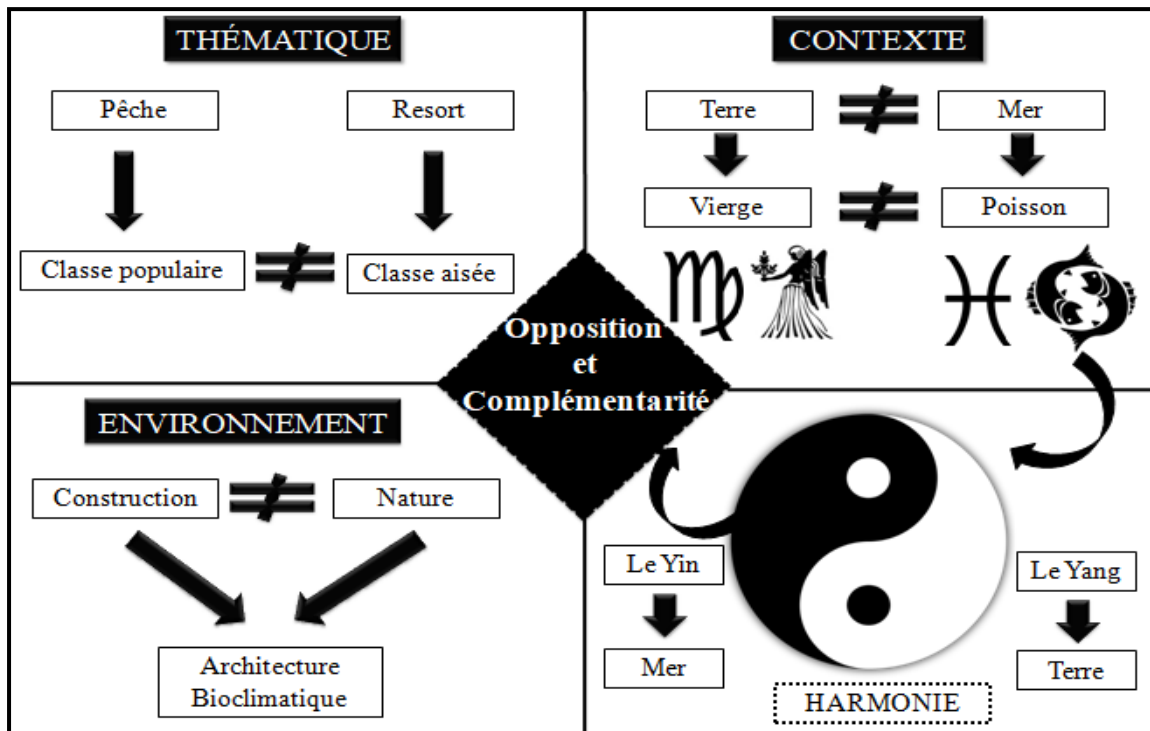 THÉMATIQUE
Pêche
Resort
Classe populaire
Classe aisée
CONTEXTE
Terre
Mer
Vierge
Poisson
Opposition
et
Complémentarité
ENVIRONNEMENT
Construction
Nature
Architecture
Bioclimatique
Le Yin
Le Yang
Mer
Terre
HARMONIE